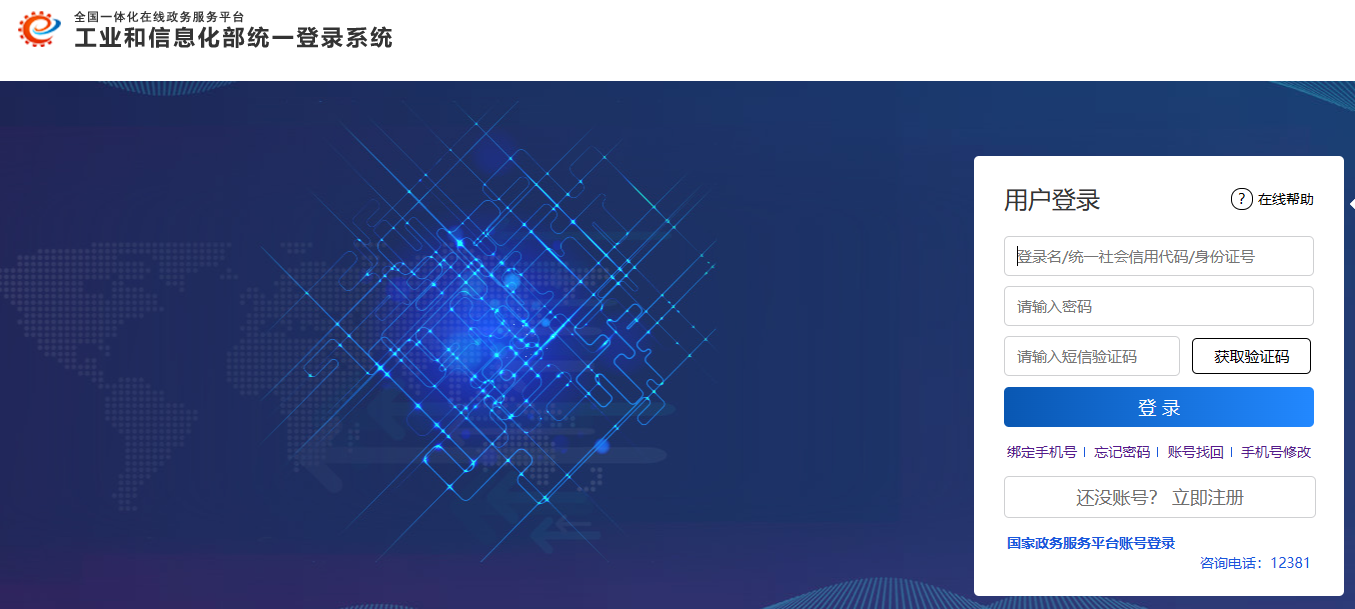 全国一体化在线政务服务平台
工业和信息化部统一登录系统
用户登录
? 在线帮助
登录名/统一社会信用代码/身份证号
请输入密码
请输入短信验证码 获取验证码
登 录
绑定手机号 | 忘记密码 | 账号找回 | 手机号修改
还没账号? 立即注册
国家政务服务平台账号登录
咨询电话：12381